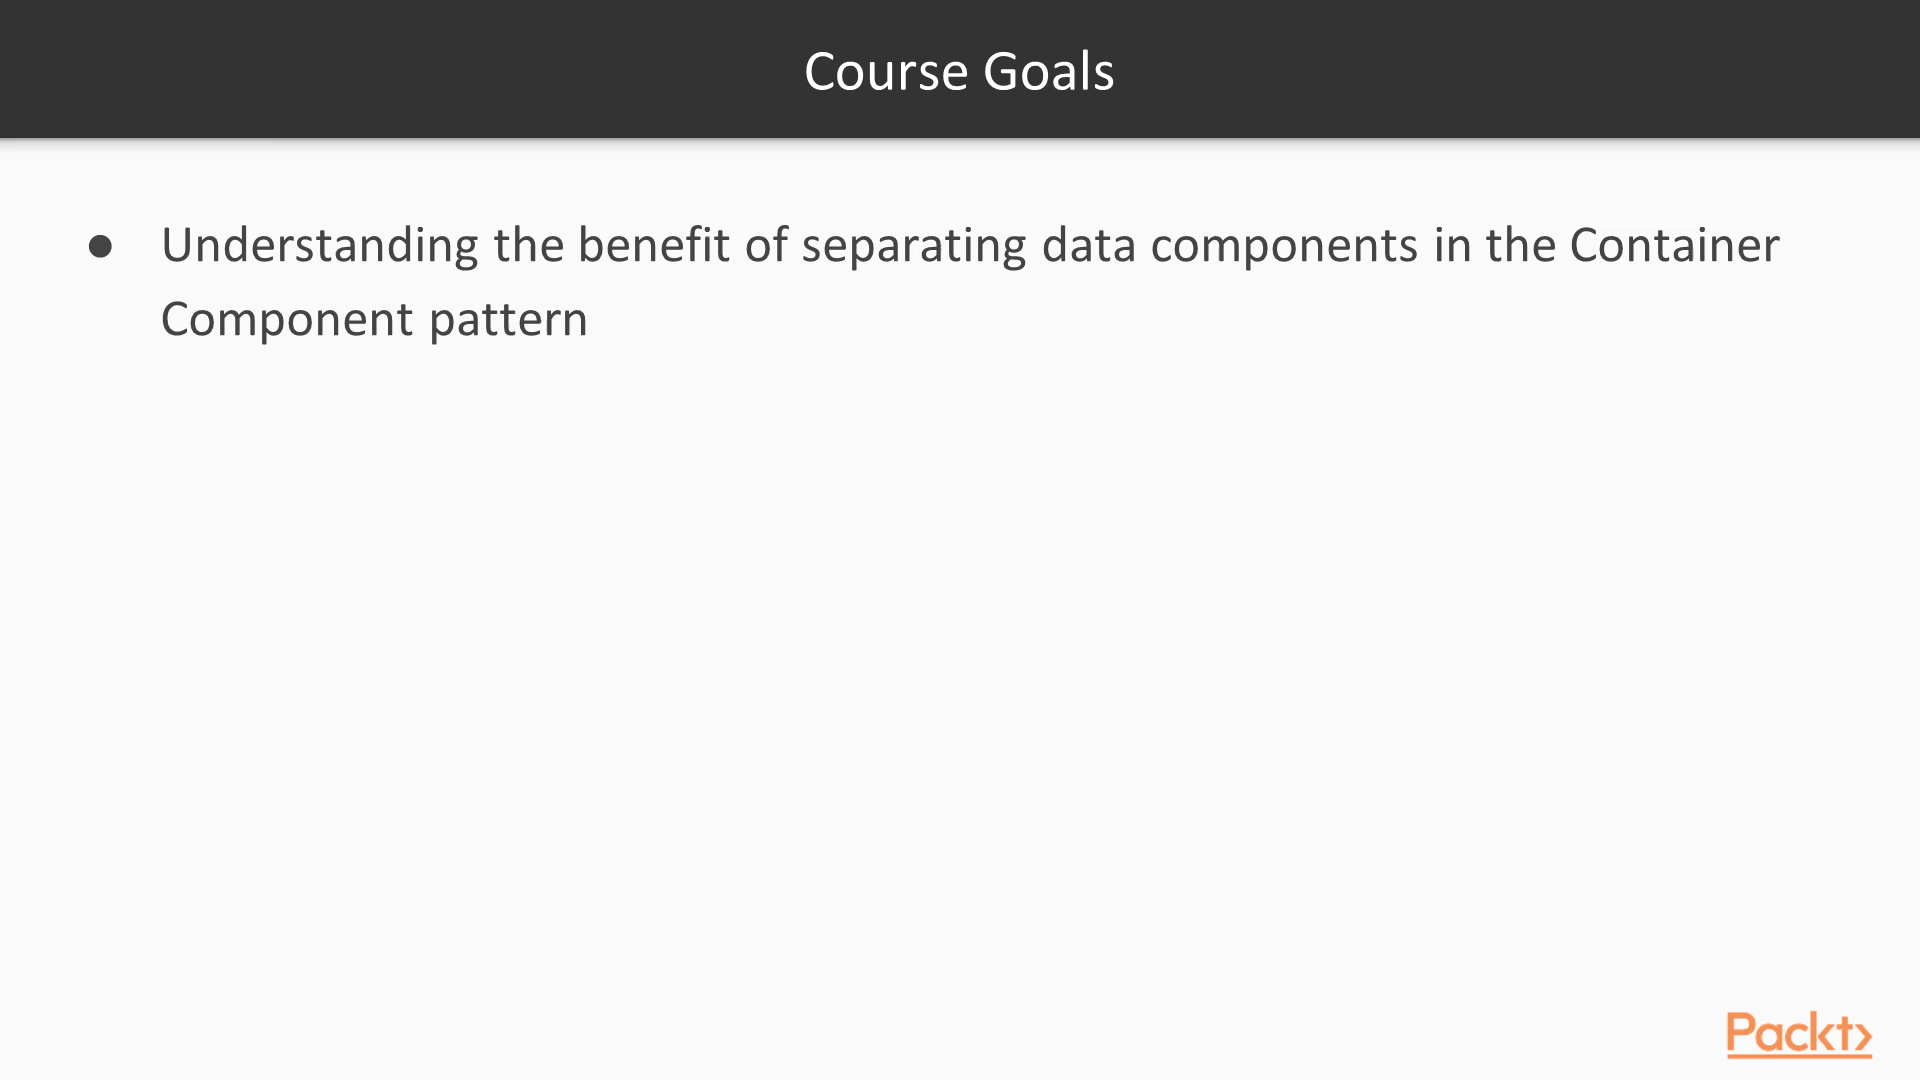 Course Goals
● Understanding the benefit of separating data components in the Container
Component pattern
Packt>